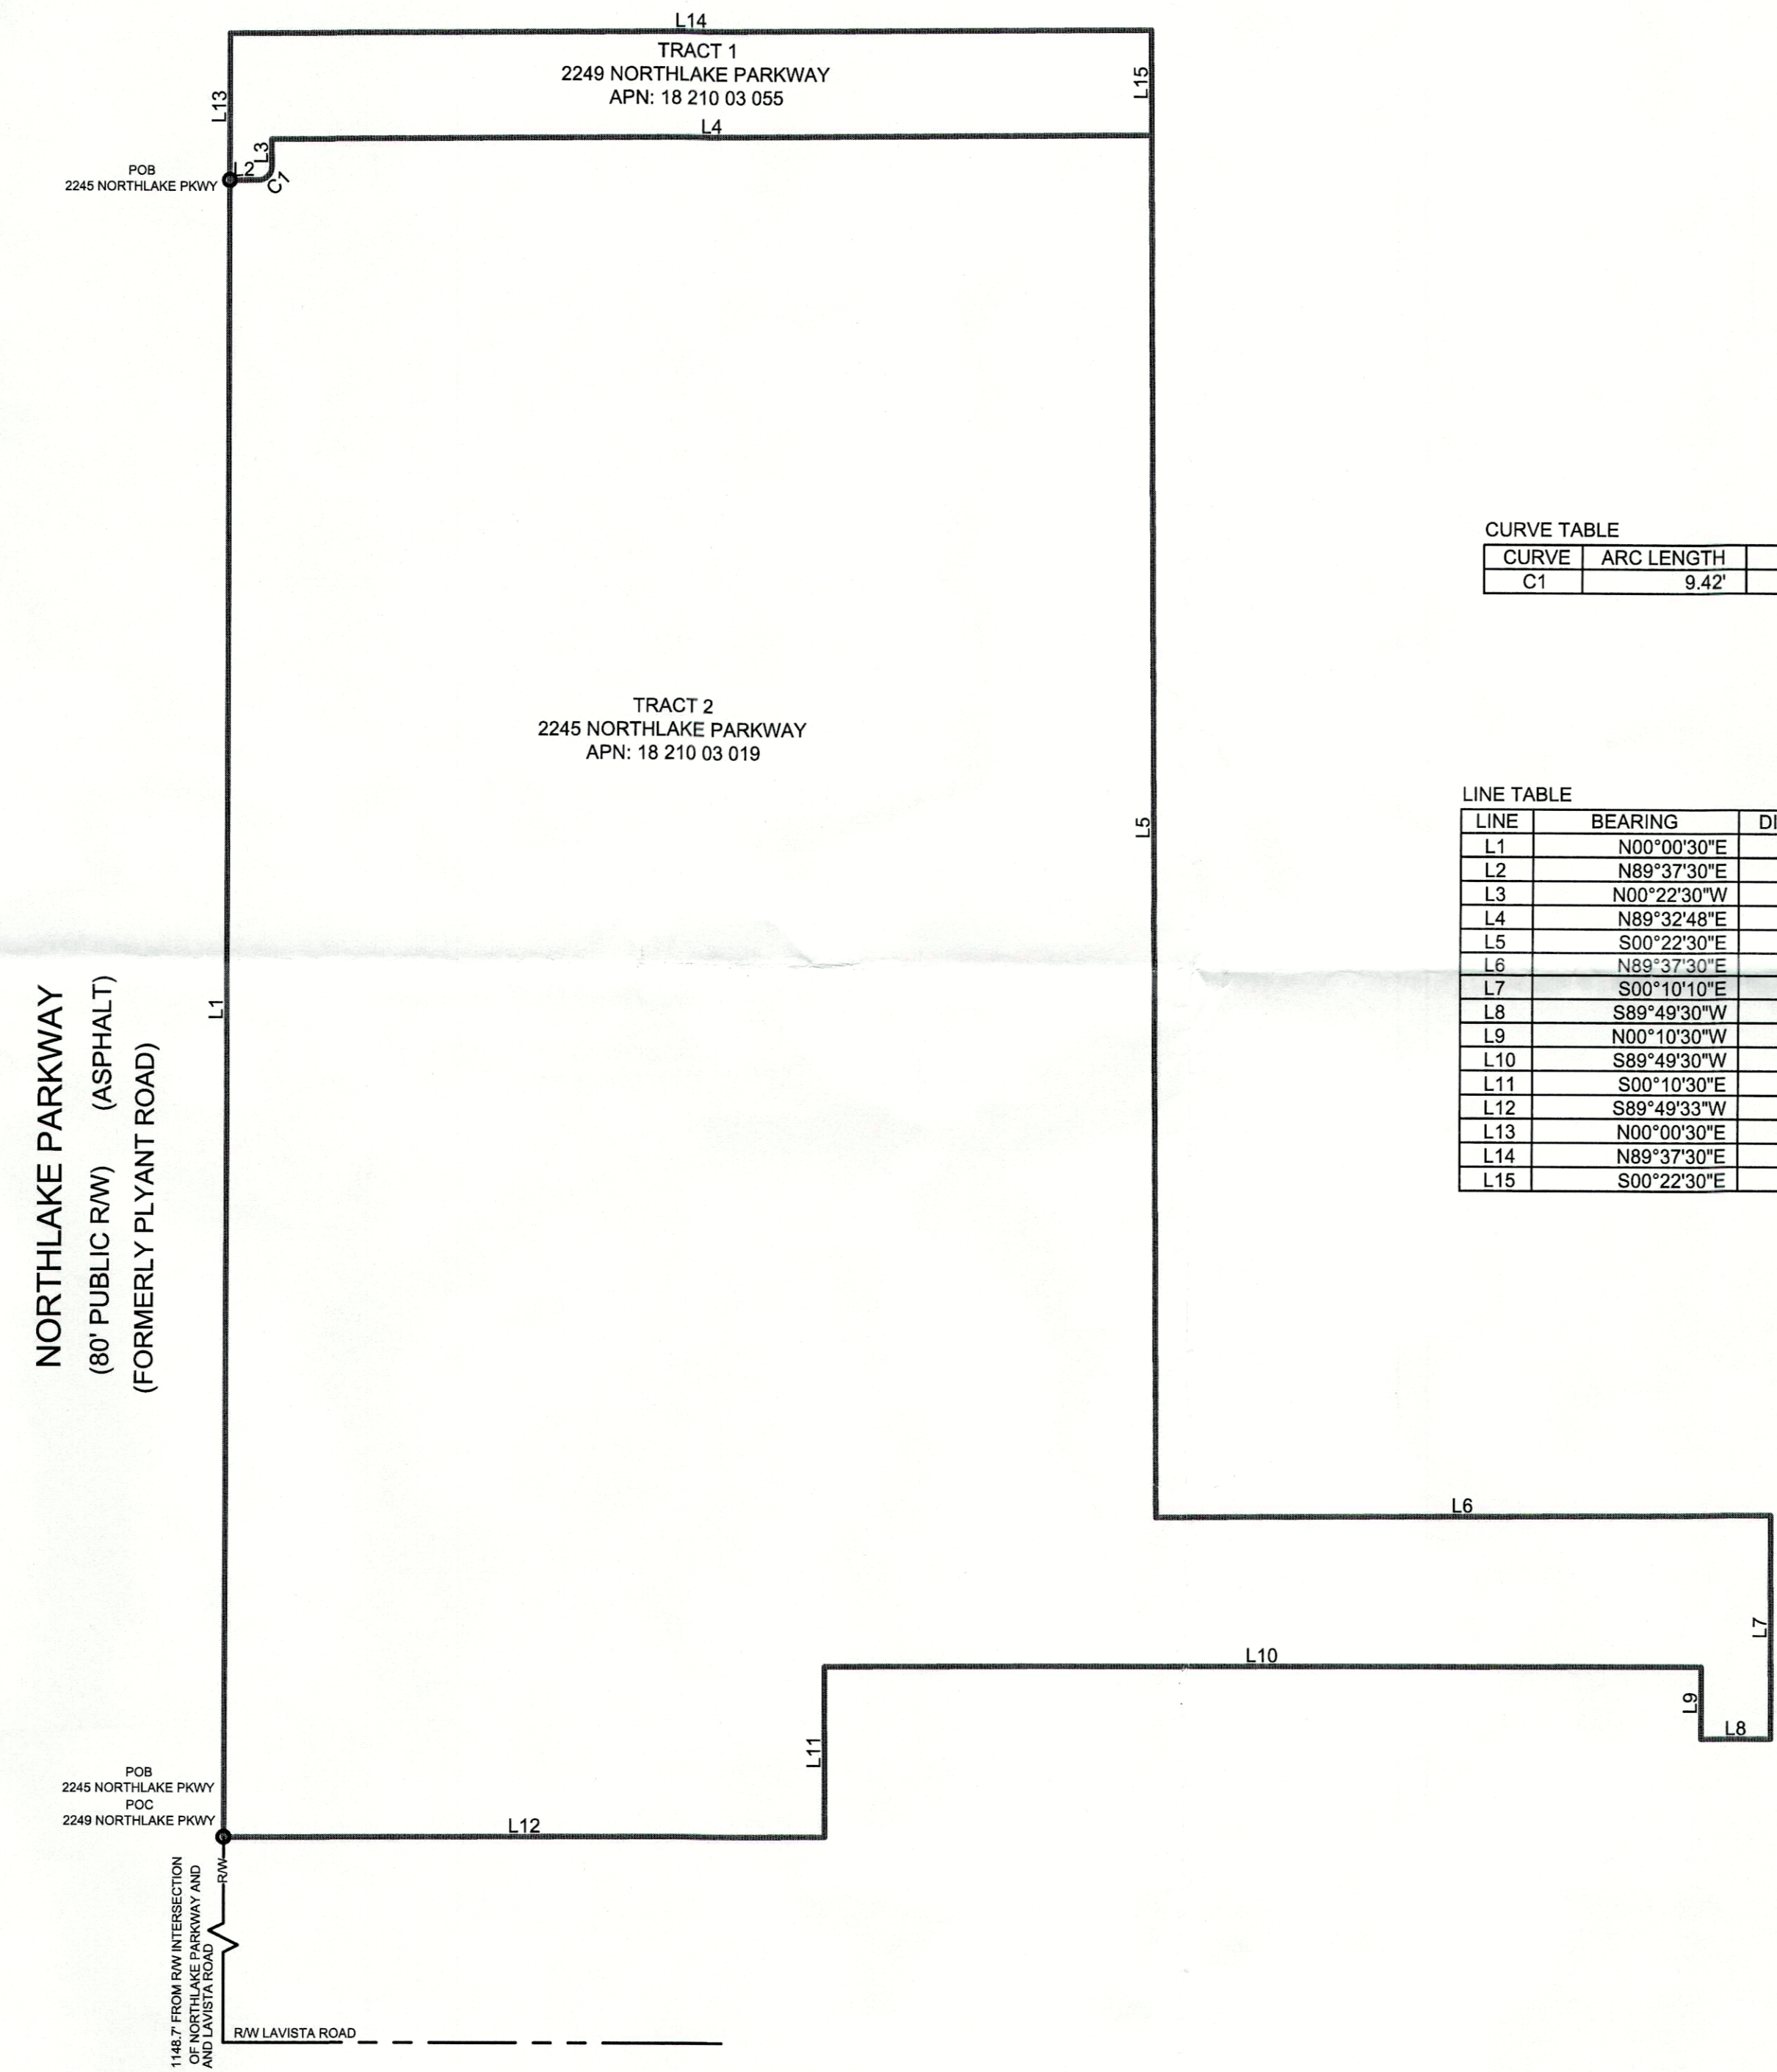 L14
TRACT 1
2249 NORTHLAKE PARKWAY
APN: 18 210 03 055
L13
L15
L4
L3
L2
C1
POB
2245 NORTHLAKE PKWY
CURVE TABLE
CURVE ARC LENGTH
C1 9.42'
TRACT 2
2245 NORTHLAKE PARKWAY
APN: 18 210 03 019
L5
LINE TABLE
LINE BEARING DI
L1 N00°00'30"E
L2 N89°37'30"E
L3 N00°22'30"W
L4 N89°32'48"E
L5 S00°22'30"E
L6 N89°37'30"E
L7 S00°10'10"E
L8 S89°49'30"W
L9 N00°10'30"W
L10 S89°49'30"W
L11 S00°10'30"E
L12 S89°49'33"W
L13 N00°00'30"E
L14 N89°37'30"E
L15 S00°22'30"E
L1
NORTHLAKE PARKWAY
(80' PUBLIC R/W) (ASPHALT)
(FORMERLY PLYANT ROAD)
L6
L7
L10
L9
L8
L11
POB
2245 NORTHLAKE PKWY
POC
2249 NORTHLAKE PKWY
L12
R/W
1148.7' FROM R/W INTERSECTION
OF NORTHLAKE PARKWAY AND
AND LAVISTA ROAD
R/W LAVISTA ROAD